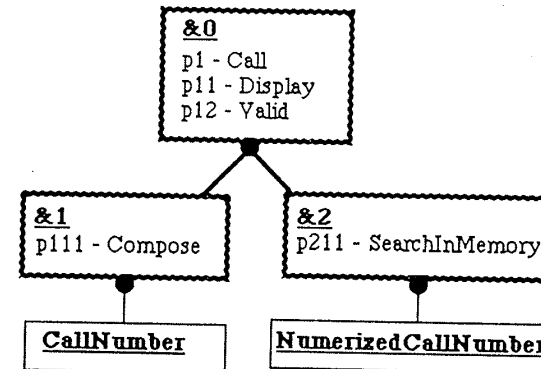 &0
p1 - Call
p11 - Display
p12 - Valid
&1
p111 - Compose
&2
p211 - SearchInMemory
CallNumber
NumerizedCallNumber